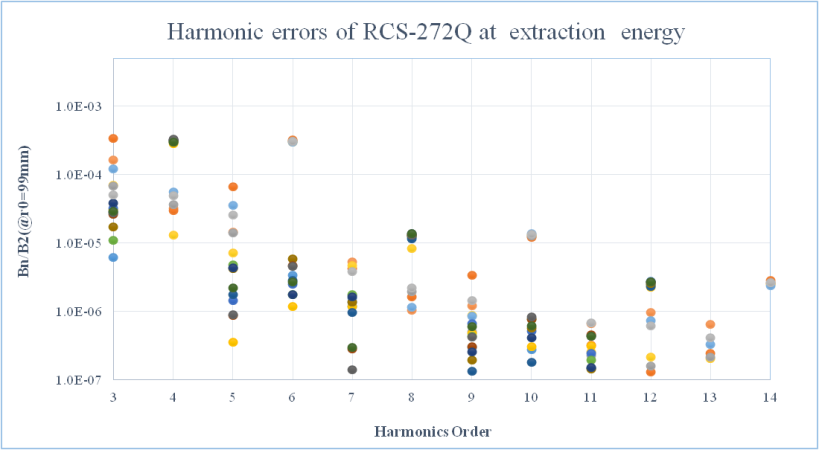 Harmonic errors of RCS-272Q at extraction energy
Bn/B2(@r0=99mm)
1.0E-03
1.0E-04
1.0E-05
1.0E-06
1.0E-07
3 4 5 6 7 8 9 10 11 12 13 14
Harmonics Order